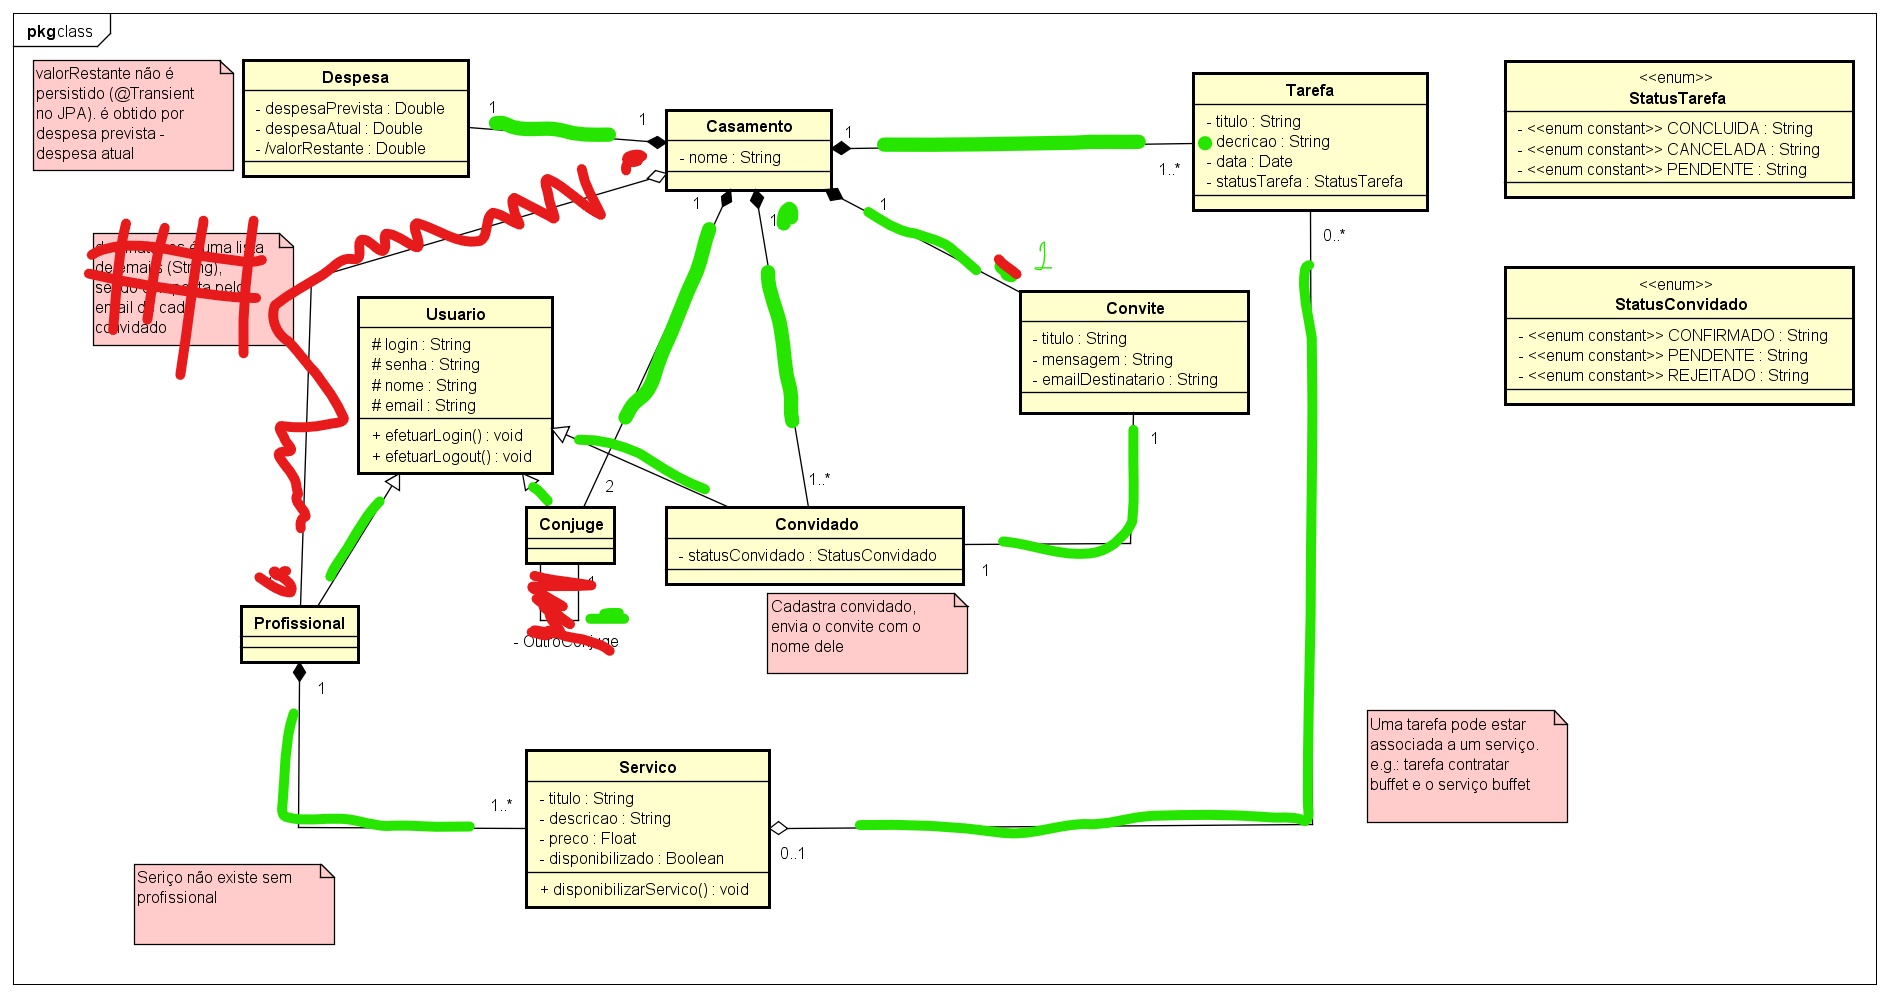 pkg class
valorRestante não é
persistido (@Transient
no JPA). é obtido por
despesa prevista -
despesa atual
Despesa
- despesaPrevista : Double
- despesaAtual : Double
- /valorRestante : Double
1
1
Casamento
- nome : String
1
1..*
Tarefa
- titulo : String
decricao : String
- data : Date
- statusTarefa : StatusTarefa
0..*
<<enum>>
StatusTarefa
- <<enum constant>> CONCLUIDA : String
- <<enum constant>> CANCELADA : String
- <<enum constant>> PENDENTE : String
é uma lista
de emails (String),
pelo
email de cada
convidado
1
1
1
1
Usuario
# login : String
# senha : String
# nome : String
# email : String
+ efetuarLogin() : void
+ efetuarLogout() : void
Convite
- titulo : String
- mensagem : String
- emailDestinatario : String
1
<<enum>>
StatusConvidado
- <<enum constant>> CONFIRMADO : String
- <<enum constant>> PENDENTE : String
- <<enum constant>> REJEITADO : String
2
1..*
Conjuge
1
- OutroConjuge
Convidado
- statusConvidado : StatusConvidado
1
Cadastra convidado,
envia o convite com o
nome dele
Profissional
1
1..*
Servico
- titulo : String
- descricao : String
- preco : Float
- disponibilizado : Boolean
+ disponibilizarServico() : void
0..1
Uma tarefa pode estar
associada a um serviço.
e.g.: tarefa contratar
buffet e o serviço buffet
Seriço não existe sem
profissional